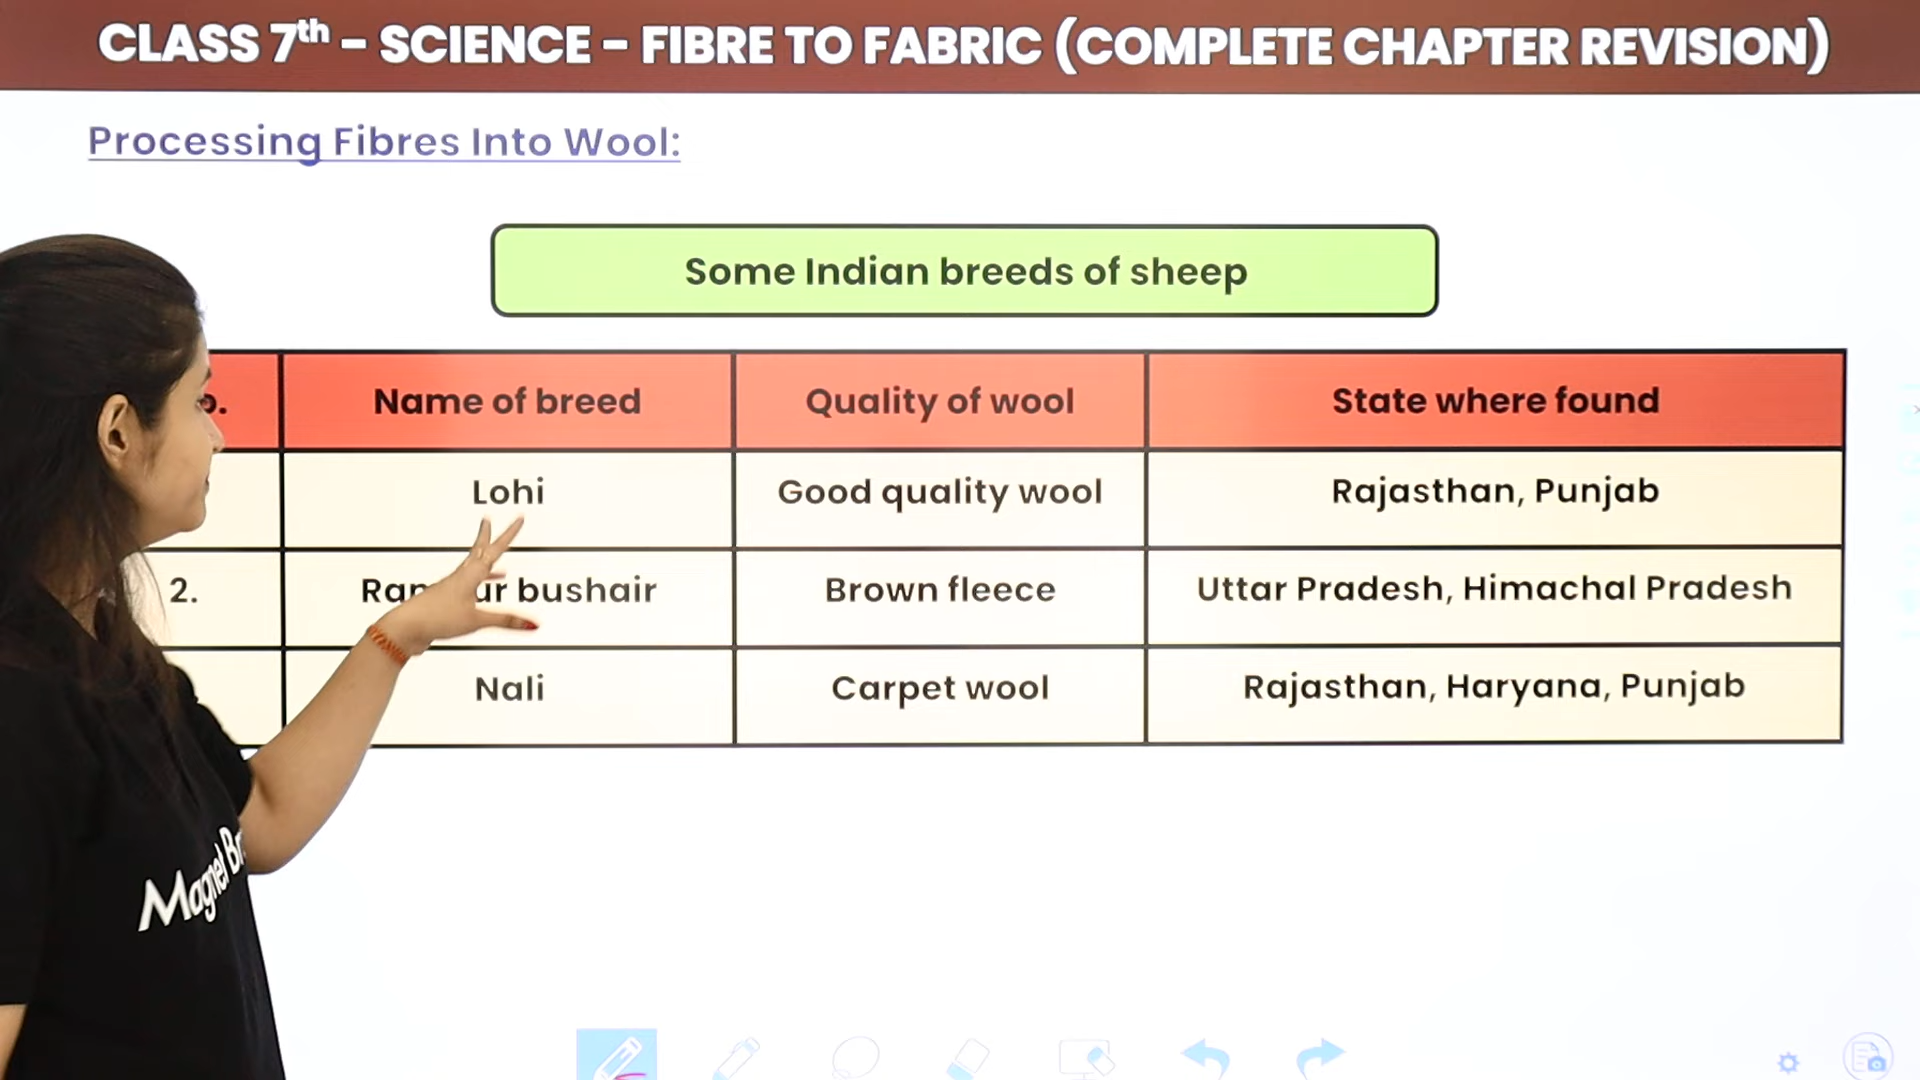 CLASS 7th - SCIENCE - FIBRE TO FABRIC (COMPLETE CHAPTER REVISION)
Processing Fibres Into Wool:
Some Indian breeds of sheep
Name of breed Quality of wool State where found
Lohi Good quality wool Rajasthan, Punjab
2. bushair Brown fleece Uttar Pradesh, Himachal Pradesh
Nali Carpet wool Rajasthan, Haryana, Punjab
Magnet